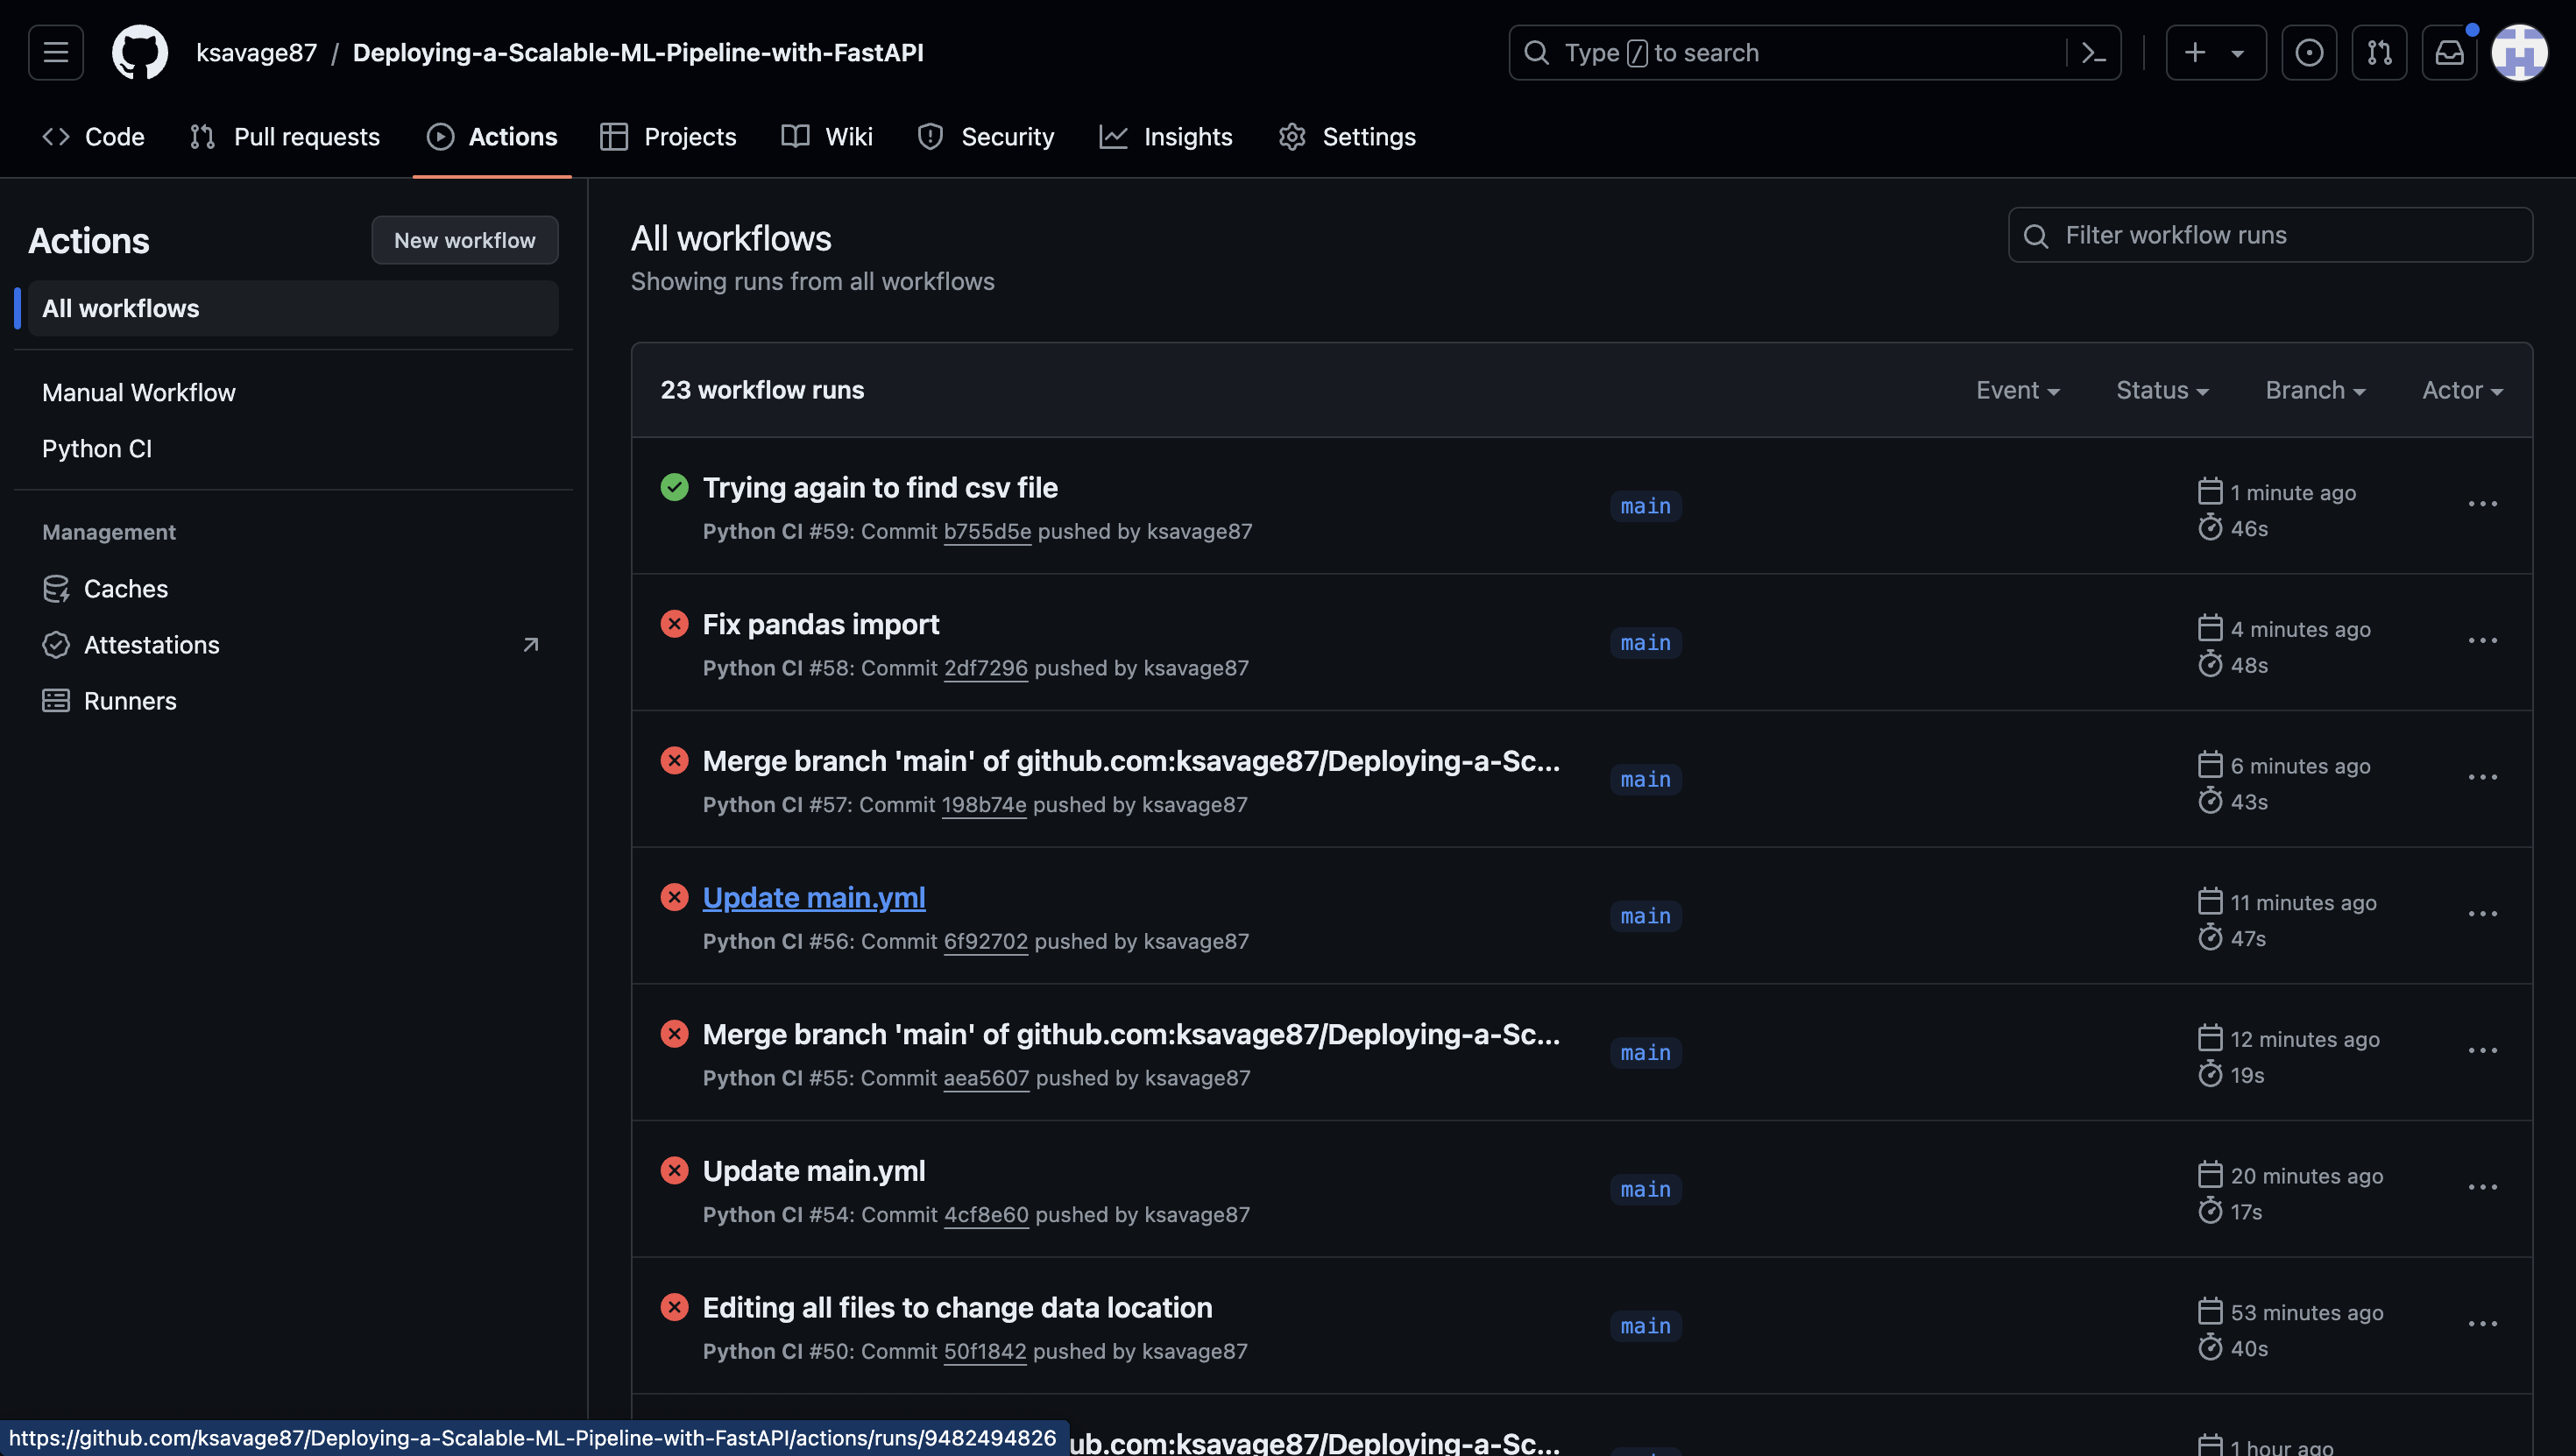 ksavage87 / Deploying-a-Scalable-ML-Pipeline-with-FastAPI
Type / to search
Code
Pull requests
Actions
Projects
Wiki
Security
Insights
Settings
Actions
New workflow
All workflows
Manual Workflow
Python CI
Management
Caches
Attestations
Runners
All workflows
Showing runs from all workflows
Filter workflow runs
23 workflow runs
Event
Status
Branch
Actor
Trying again to find csv file
Python CI #59: Commit b755d5e pushed by ksavage87
main
1 minute ago
46s
Fix pandas import
Python CI #58: Commit 2df7296 pushed by ksavage87
main
4 minutes ago
48s
Merge branch 'main' of github.com:ksavage87/Deploying-a-Sc...
Python CI #57: Commit 198b74e pushed by ksavage87
main
6 minutes ago
43s
Update main.yml
Python CI #56: Commit 6f92702 pushed by ksavage87
main
11 minutes ago
47s
Merge branch 'main' of github.com:ksavage87/Deploying-a-Sc...
Python CI #55: Commit aea5607 pushed by ksavage87
main
12 minutes ago
19s
Update main.yml
Python CI #54: Commit 4cf8e60 pushed by ksavage87
main
20 minutes ago
17s
Editing all files to change data location
Python CI #50: Commit 50f1842 pushed by ksavage87
main
53 minutes ago
40s
https://github.com/ksavage87/Deploying-a-Scalable-ML-Pipeline-with-FastAPI/actions/runs/9482494826
ub.com:ksavage87/Deploying-a-Sc...
1 hour ago